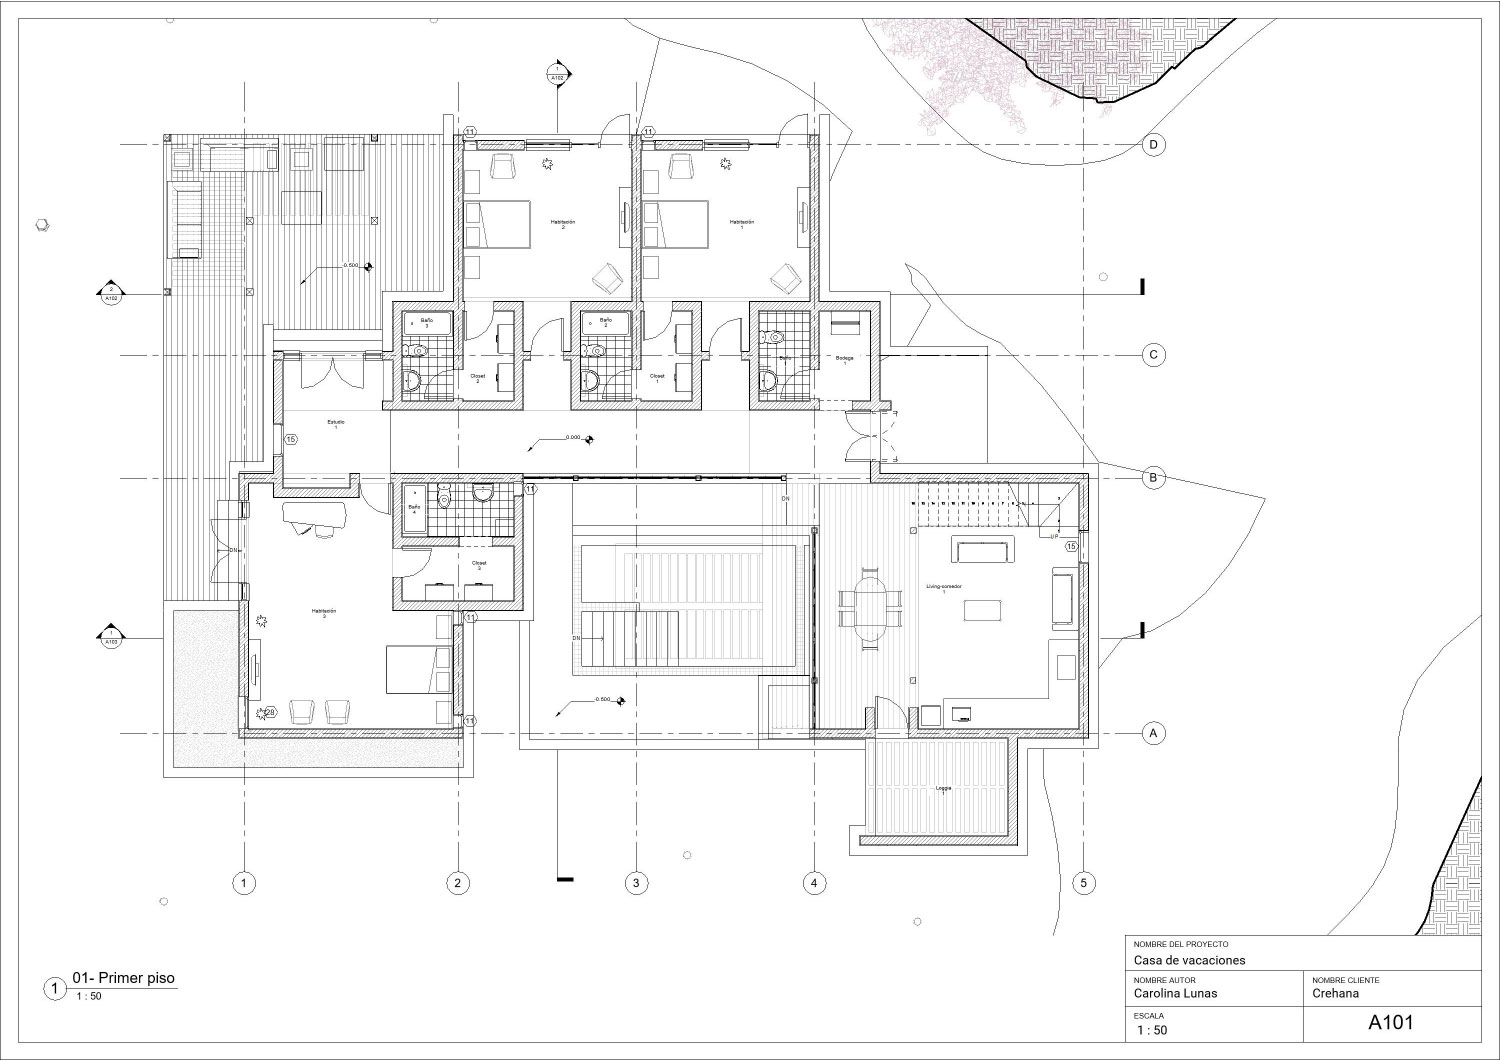 1
A102
D
11
11
Habitación
2
Habitación
1
-0.500
2
A102
Baño
3
Baño
2
C
Baño
1
Bodega
1
Closet
2
Closet
1
Estudio
1
15
0.000
B
11
DN
Baño
4
15
UP
DN
Closet
3
Living-comedor
1
Habitación
3
11
DN
1
A103
-0.500
28
11
A
Loggia
1
1
2
3
4
5
NOMBRE DEL PROYECTO
Casa de vacaciones
NOMBRE AUTOR
Carolina Lunas
NOMBRE CLIENTE
Crehana
ESCALA
1 : 50
A101
1
01- Primer piso
1 : 50